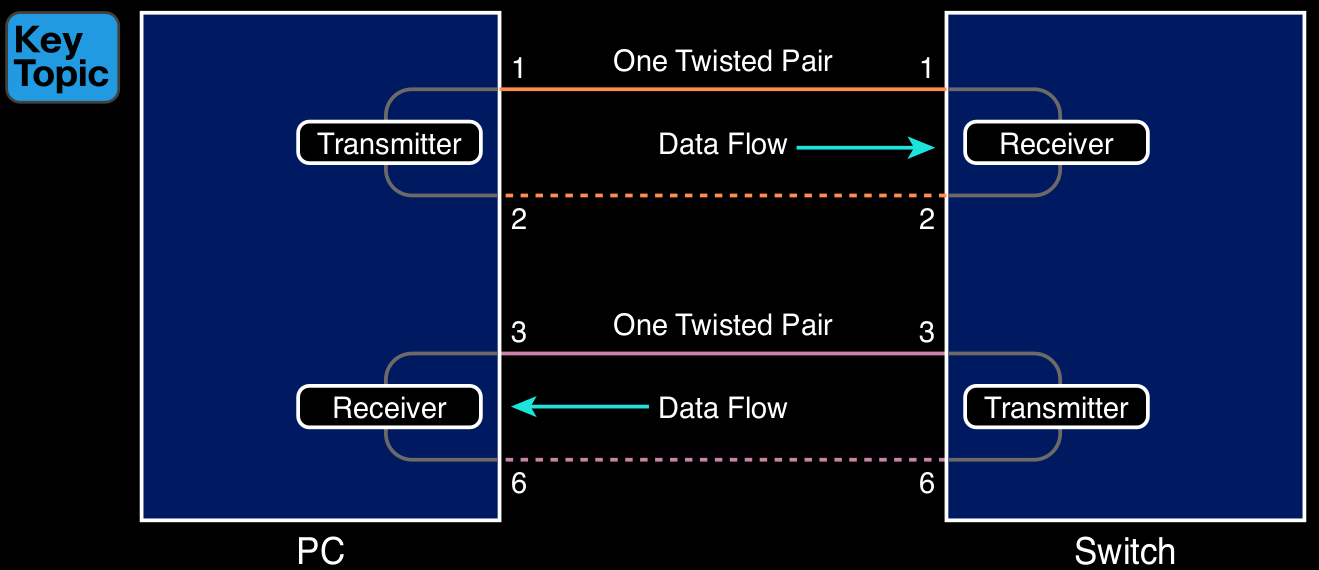 Key
Topic
1
One Twisted Pair
1
Transmitter
Data Flow
Receiver
2
2
3
One Twisted Pair
3
Receiver
Data Flow
Transmitter
6
6
PC
Switch